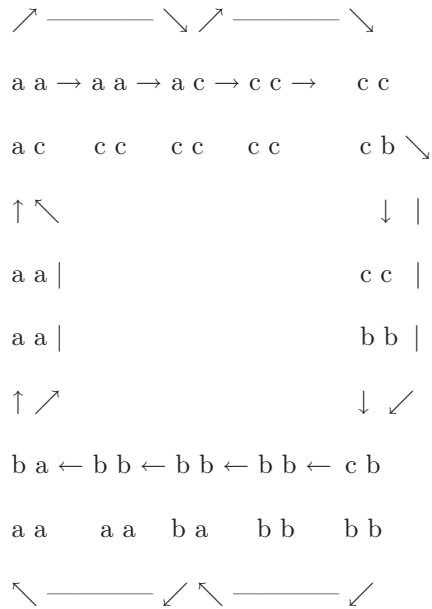 ↗ ———— ↘ ↗ ———— ↘
a a → a a → a c → c c → c c
a c c c c c c c c b ↘
↑ ↖ ↓ |
a a | c c |
a a | b b |
↑ ↗ ↓ ↙
b a ← b b ← b b ← b b ← c b
a a a a b a b b b b
↖ ———— ↙ ↖ ———— ↙